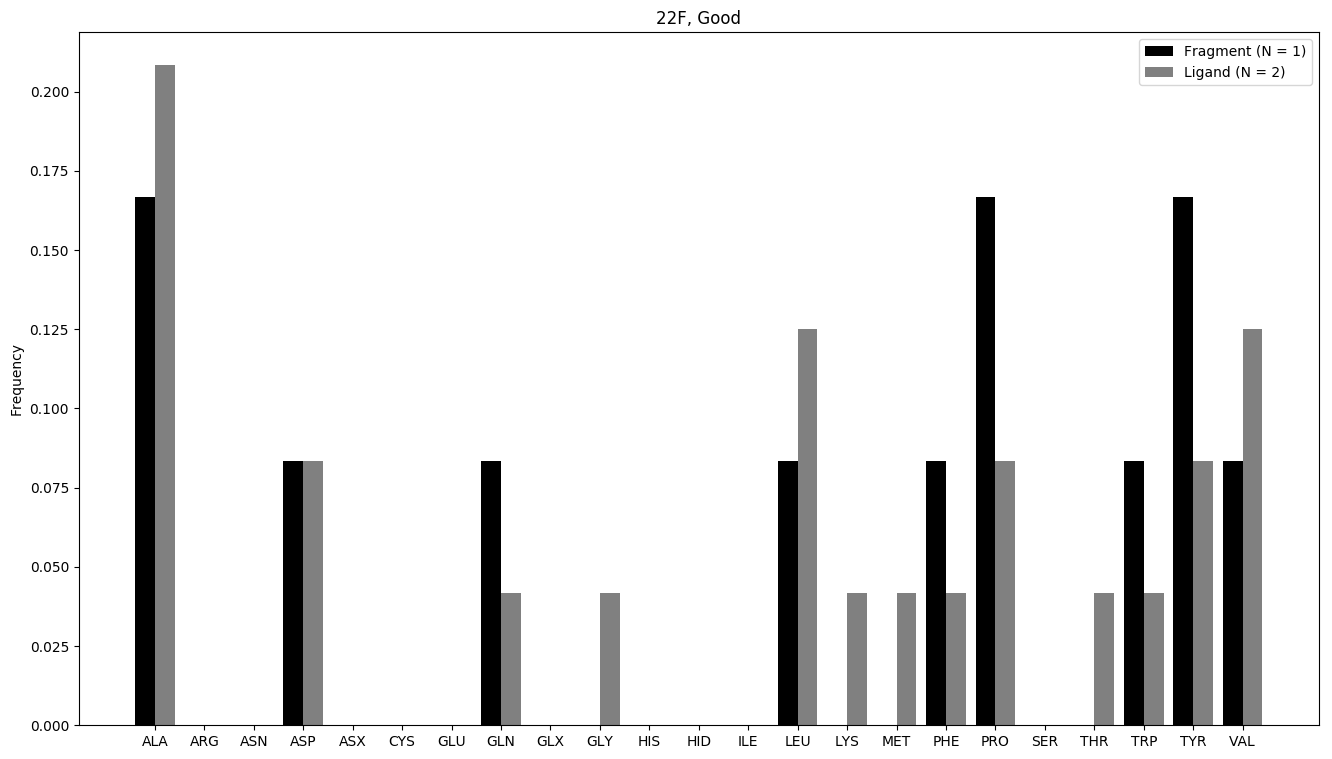 22F, Good
Fragment (N = 1)
Ligand (N = 2)
Frequency
0.200
0.175
0.150
0.125
0.100
0.075
0.050
0.025
0.000
ALA ARG ASN ASP ASX CYS GLU GLN GLX GLY HIS HID ILE LEU LYS MET PHE PRO SER THR TRP TYR VAL